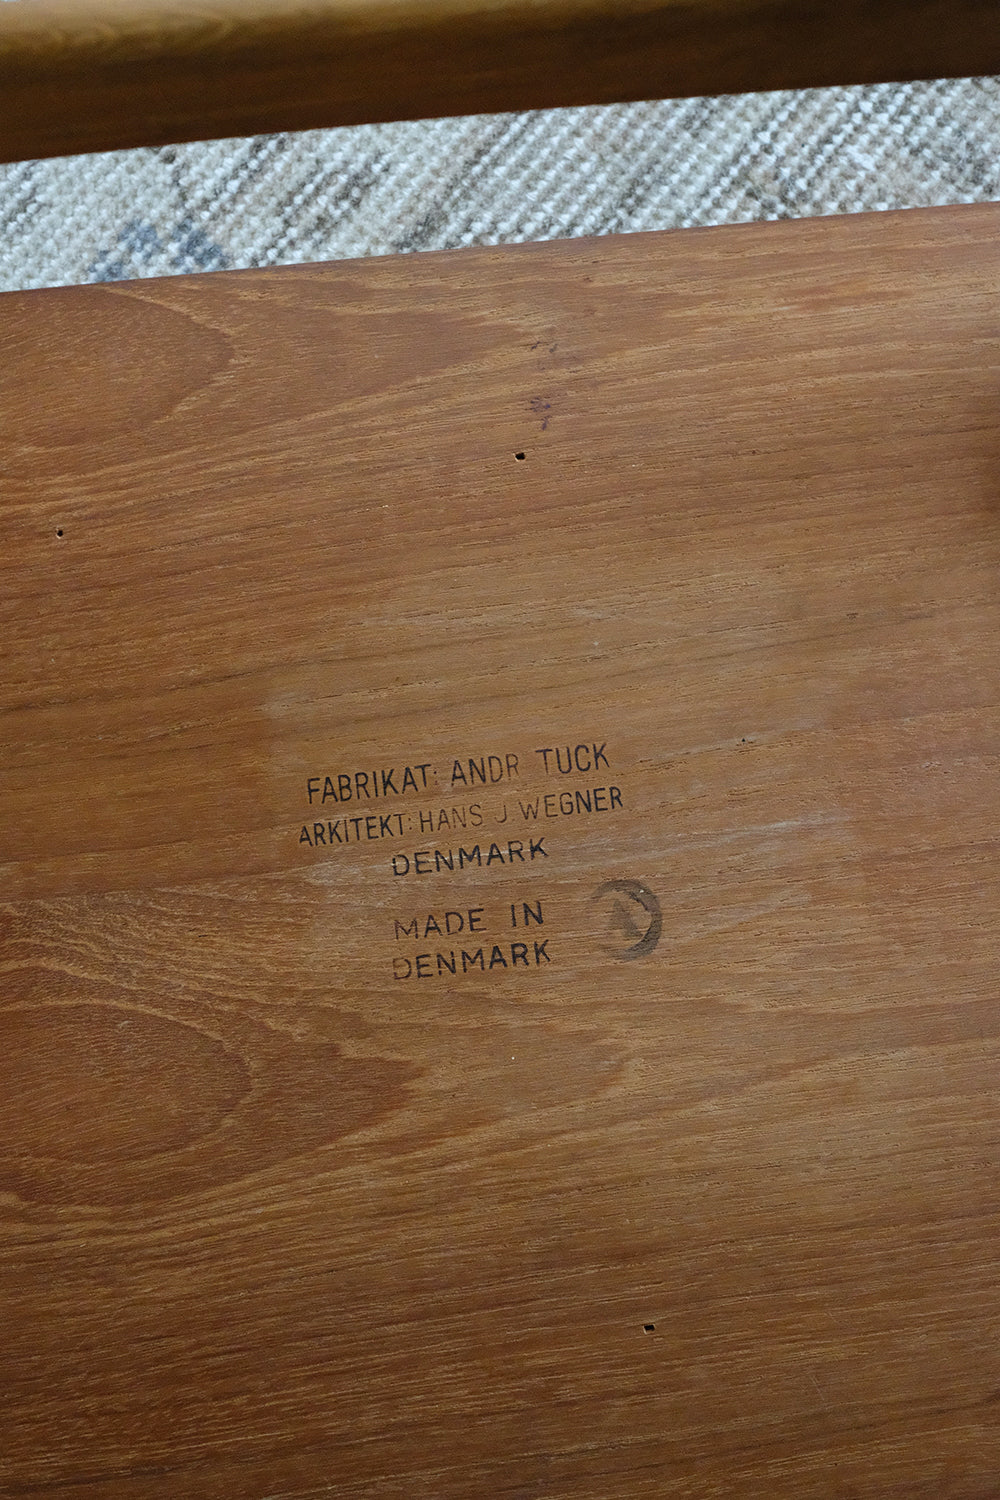 FABRIKAT: ANDR TUCK
ARKITEKT: HANS J WEGNER
DENMARK
MADE IN
DENMARK